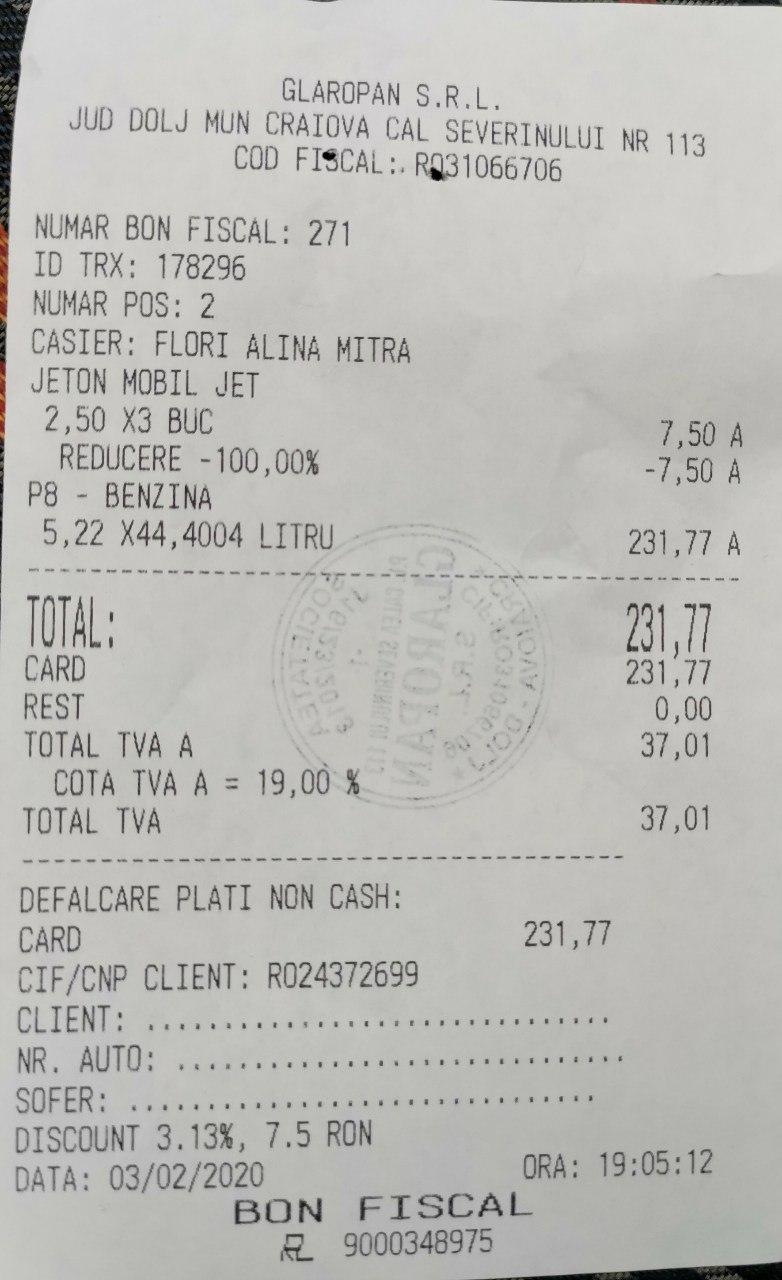 GLAROPAN S.R.L.
JUD DOLJ MUN CRAIOVA CAL SEVERINULUI NR 113
COD FISCAL: RO31066706
NUMAR BON FISCAL: 271
ID TRX: 178296
NUMAR POS: 2
CASIER: FLORI ALINA MITRA
JETON MOBIL JET
2,50 X3 BUC 7,50 A
REDUCERE -100,00% -7,50 A
P8 - BENZINA
5,22 X44,4004 LITRU 231,77 A
TOTAL: 231,77
CARD 231,77
REST 0,00
TOTAL TVA A 37,01
COTA TVA A = 19,00 %
TOTAL TVA 37,01
DEFALCARE PLATI NON CASH:
CARD 231,77
CIF/CNP CLIENT: RO24372699
CLIENT: ..............................
NR. AUTO: .............................
SOFER: ..............................
DISCOUNT 3.13%, 7.5 RON
DATA: 03/02/2020 ORA: 19:05:12
BON FISCAL
9000348975
GLAROPAN
S.R.L.